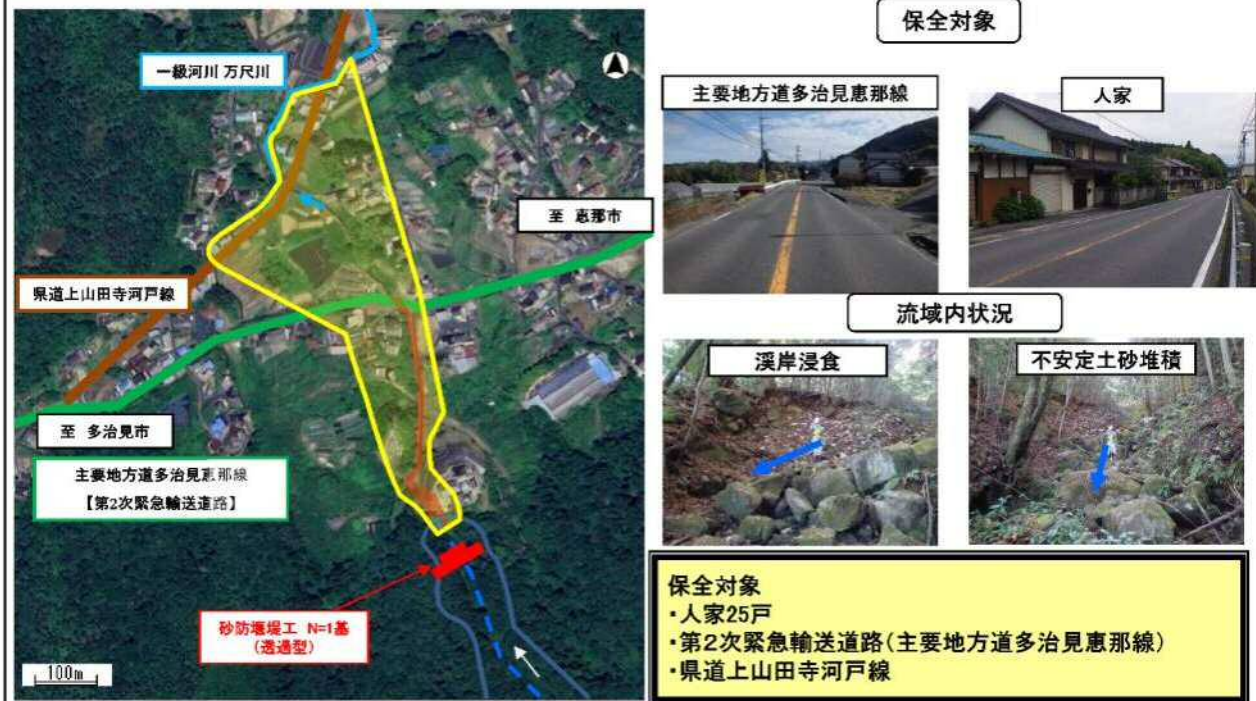 一級河川 万尺川
至 恵那市
県道上山田寺河戸線
至 多治見市
主要地方道多治見恵那線
【第2次緊急輸送道路】
砂防堰堤工 N=1基
(透過型)
100m
保全対象
主要地方道多治見恵那線
人家
流域内状況
渓岸浸食
不安定土砂堆積
保全対象
・人家25戸
・第2次緊急輸送道路(主要地方道多治見恵那線)
・県道上山田寺河戸線